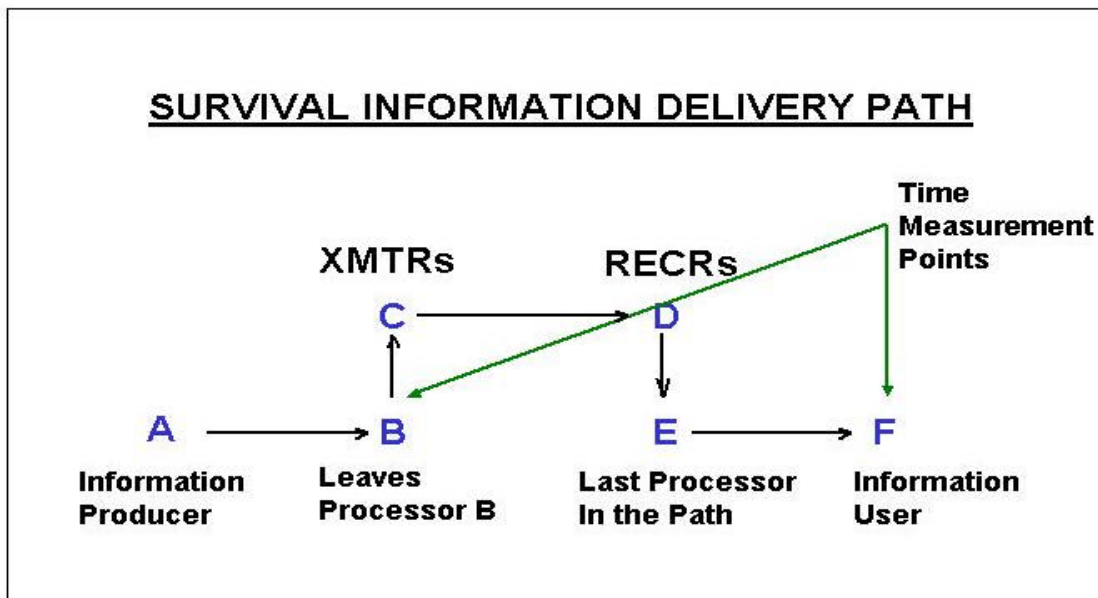 SURVIVAL INFORMATION DELIVERY PATH
Time
Measurement
Points
XMTRs
RECRs
C
D
A
B
E
F
Information
Producer
Leaves
Processor B
Last Processor
In the Path
Information
User